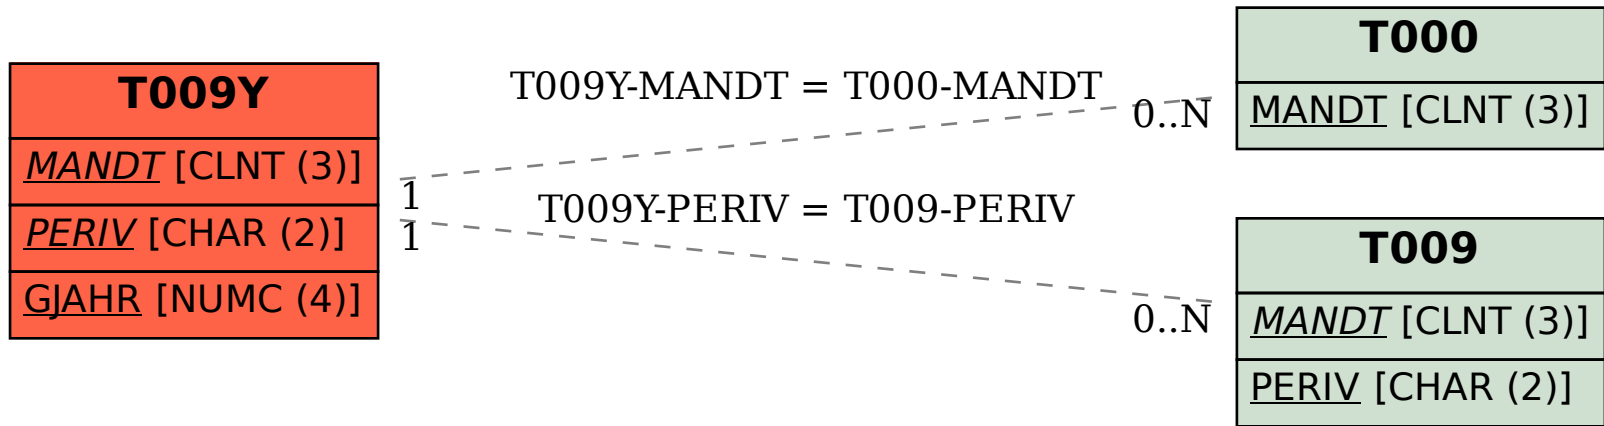 T009Y
MANDT [CLNT (3)]
PERIV [CHAR (2)]
GJAHR [NUMC (4)]
T009Y-MANDT = T000-MANDT
0..N
1
T009Y-PERIV = T009-PERIV
1
0..N
T000
MANDT [CLNT (3)]
T009
MANDT [CLNT (3)]
PERIV [CHAR (2)]